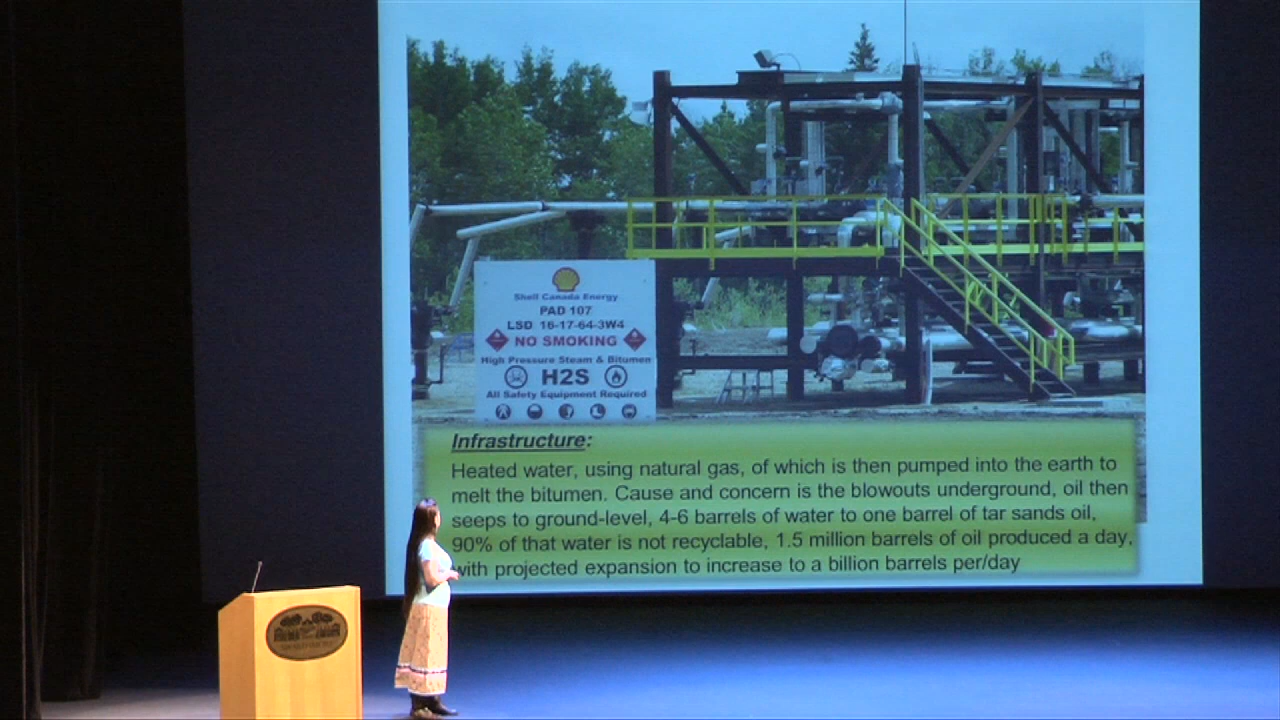 Shell Canada Energy
PAD 107
LSD 16-17-64-3W4
NO SMOKING
High Pressure Steam & Bitumen
H2S
All Safety Equipment Required
Infrastructure:
Heated water, using natural gas, of which is then pumped into the earth to
melt the bitumen. Cause and concern is the blowouts underground, oil then
seeps to ground-level, 4-6 barrels of water to one barrel of tar sands oil,
90% of that water is not recyclable, 1.5 million barrels of oil produced a day,
with projected expansion to increase to a billion barrels per/day